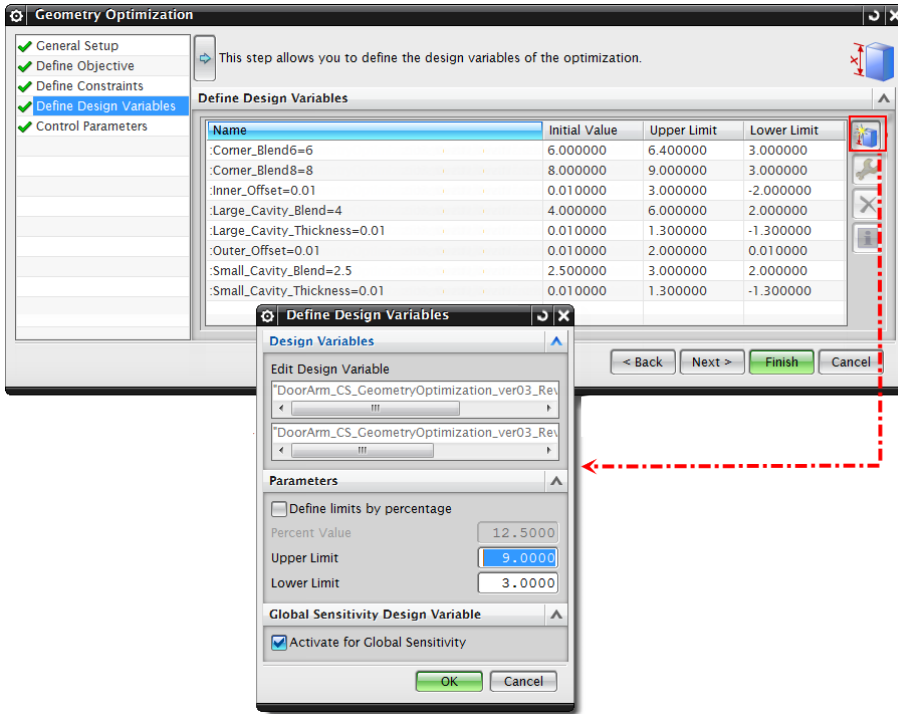 Geometry Optimization
General Setup
Define Objective
Define Constraints
Define Design Variables
Control Parameters
This step allows you to define the design variables of the optimization.
Define Design Variables
Name Initial Value Upper Limit Lower Limit
:Corner_Blend6=6 6.000000 6.400000 3.000000
:Corner_Blend8=8 8.000000 9.000000 3.000000
:Inner_Offset=0.01 0.010000 3.000000 -2.000000
:Large_Cavity_Blend=4 4.000000 6.000000 2.000000
:Large_Cavity_Thickness=0.01 0.010000 1.300000 -1.300000
:Outer_Offset=0.01 0.010000 2.000000 0.010000
:Small_Cavity_Blend=2.5 2.500000 3.000000 2.000000
:Small_Cavity_Thickness=0.01 0.010000 1.300000 -1.300000
< Back Next > Finish Cancel
Define Design Variables
Design Variables
Edit Design Variable
"DoorArm_CS_GeometryOptimization_ver03_Rev
"DoorArm_CS_GeometryOptimization_ver03_Rev
Parameters
Define limits by percentage
Percent Value 12.5000
Upper Limit 9.0000
Lower Limit 3.0000
Global Sensitivity Design Variable
Activate for Global Sensitivity
OK Cancel